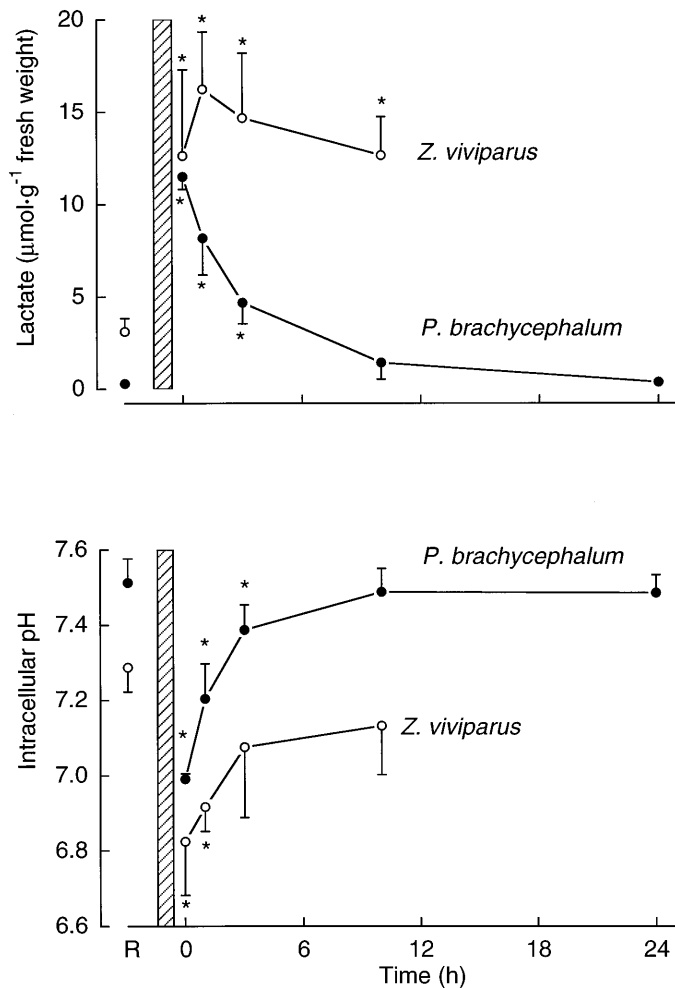 20
15
10
5
0
Lactate (µmol·g⁻¹ fresh weight)
* * * *
Z. viviparus
* * *
P. brachycephalum
7.6
7.4
7.2
7.0
6.8
6.6
Intracellular pH
P. brachycephalum
* * *
Z. viviparus
* *
R 0 6 12 18 24
Time (h)